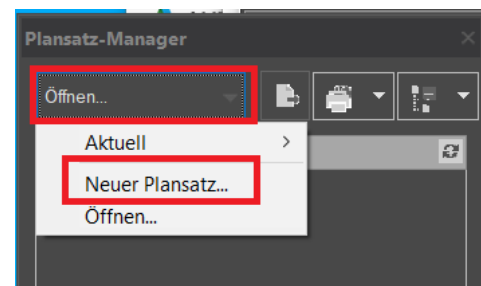 Plansatz-Manager
Öffnen...
Aktuell
Neuer Plansatz...
Öffnen...